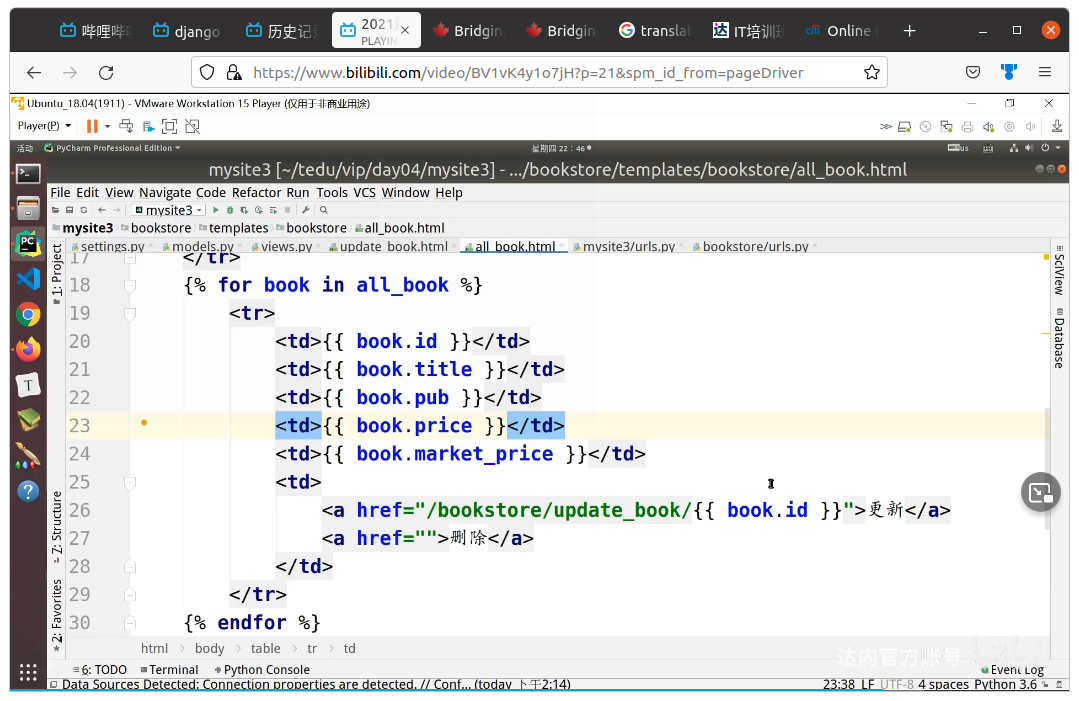 哔哩哔
django
历史记
2021
PLAYIN
Bridgin
Bridgin
translat
IT培训班
citi Online
https://www.bilibili.com/video/BV1vK4y1o7jH?p=21&spm_id_from=pageDriver
Ubuntu_18.04(1911) - VMware Workstation 15 Player (仅用于非商业用途)
Player(P)
活动 PyCharm Professional Edition 星期四 22：46 us
mysite3 [~/tedu/vip/day04/mysite3] - .../bookstore/templates/bookstore/all_book.html
File Edit View Navigate Code Refactor Run Tools VCS Window Help
mysite3
mysite3 bookstore templates bookstore all_book.html
settings.py models.py views.py update_book.html all_book.html mysite3/urls.py bookstore/urls.py
1: Project
SciView
Database
Z: Structure
2: Favorites
17 </tr>
18 {% for book in all_book %}
19 <tr>
20 <td>{{ book.id }}</td>
21 <td>{{ book.title }}</td>
22 <td>{{ book.pub }}</td>
23 <td>{{ book.price }}</td>
24 <td>{{ book.market_price }}</td>
25 <td>
26 <a href="/bookstore/update_book/{{ book.id }}">更新</a>
27 <a href="">删除</a>
28 </td>
29 </tr>
30 {% endfor %}
html body table tr td
达内官方账号
6: TODO Terminal Python Console Event Log
Data Sources Detected: Connection properties are detected. // Conf... (today 下午2:14) 23:38 LF UTF-8 4 spaces Python 3.6